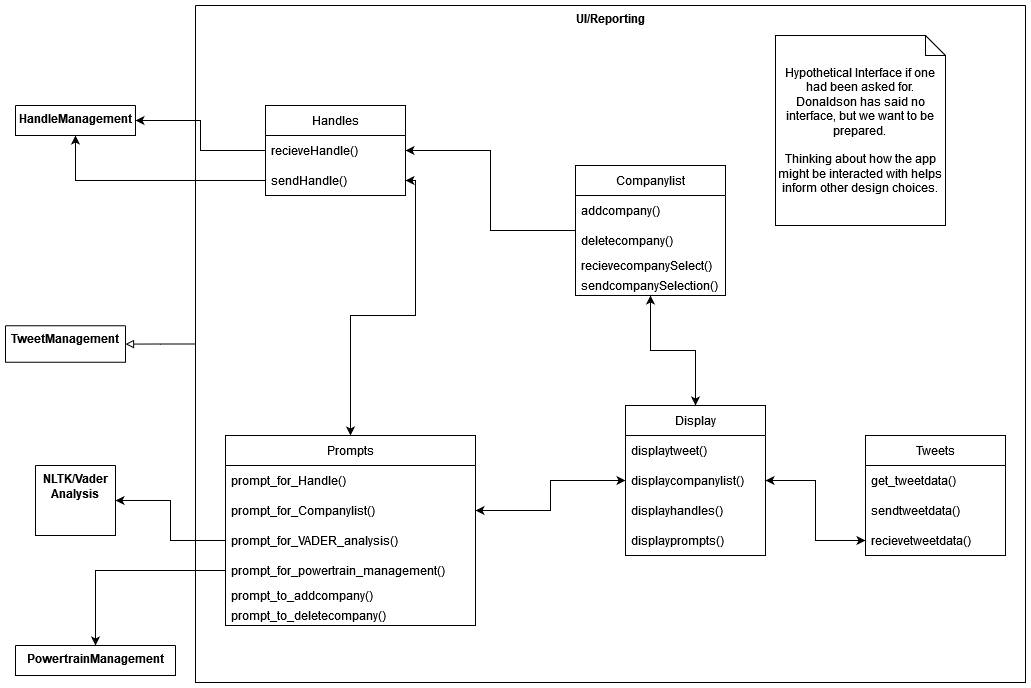 UI/Reporting
Hypothetical Interface if one
had been asked for.
Donaldson has said no
interface, but we want to be
prepared.
Thinking about how the app
might be interacted with helps
inform other design choices.
HandleManagement
Handles
recieveHandle()
sendHandle()
Companylist
addcompany()
deletecompany()
recievecompanySelect()
sendcompanySelection()
TweetManagement
NLTK/Vader
Analysis
Prompts
prompt_for_Handle()
prompt_for_Companylist()
prompt_for_VADER_analysis()
prompt_for_powertrain_management()
prompt_to_addcompany()
prompt_to_deletecompany()
Display
displaytweet()
displaycompanylist()
displayhandles()
displayprompts()
Tweets
get_tweetdata()
sendtweetdata()
recievetweetdata()
PowertrainManagement